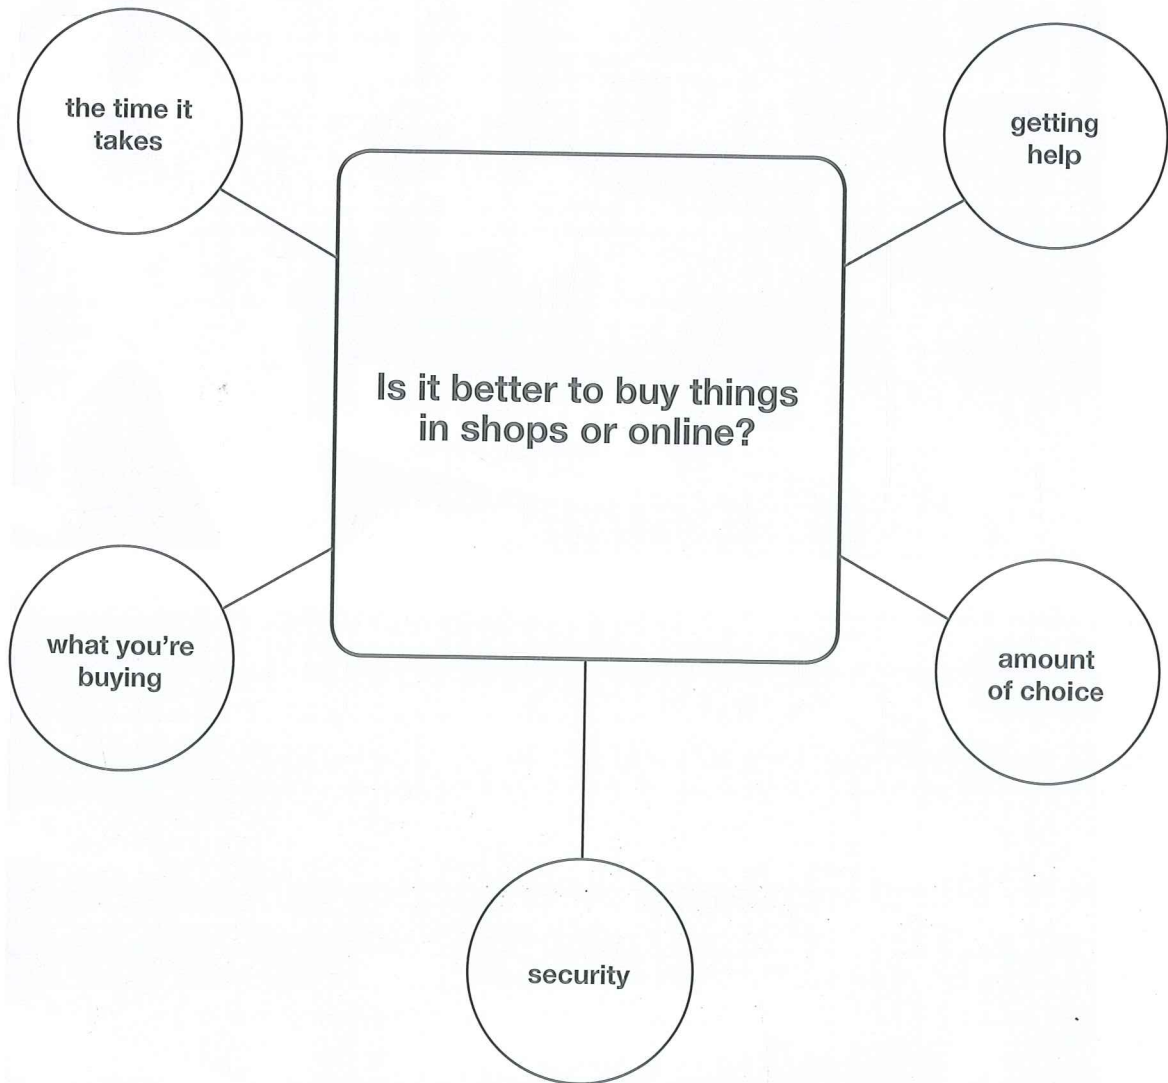 the time it
takes
getting
help
Is it better to buy things
in shops or online?
what you're
buying
amount
of choice
security